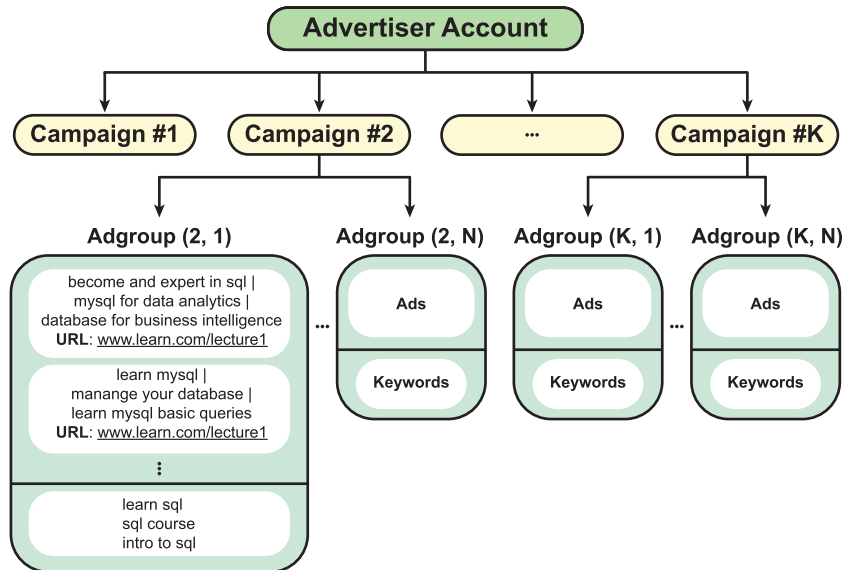 Advertiser Account
Campaign #1
Campaign #2
...
Campaign #K
Adgroup (2, 1)
Adgroup (2, N)
Adgroup (K, 1)
Adgroup (K, N)
become and expert in sql |
mysql for data analytics |
database for business intelligence
URL: www.learn.com/lecture1
learn mysql |
manange your database |
learn mysql basic queries
URL: www.learn.com/lecture1
⋮
learn sql
sql course
intro to sql
...
Ads
Keywords
Ads
Keywords
...
Ads
Keywords